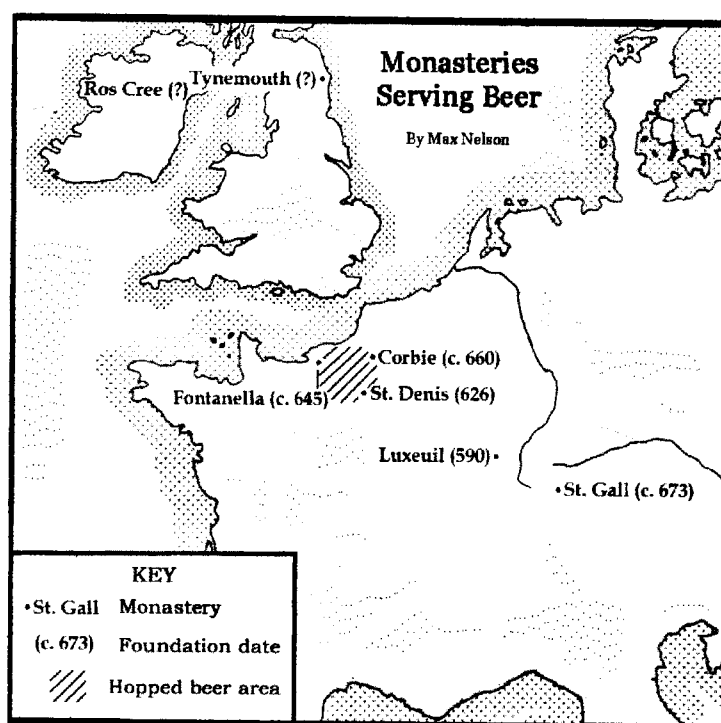 Monasteries
Serving Beer
By Max Nelson
Ros Cree (?)
Tynemouth (?)
Corbie (c. 660)
Fontanella (c. 645)
St. Denis (626)
Luxeuil (590)
St. Gall (c. 673)
KEY
St. Gall Monastery
(c. 673) Foundation date
Hopped beer area